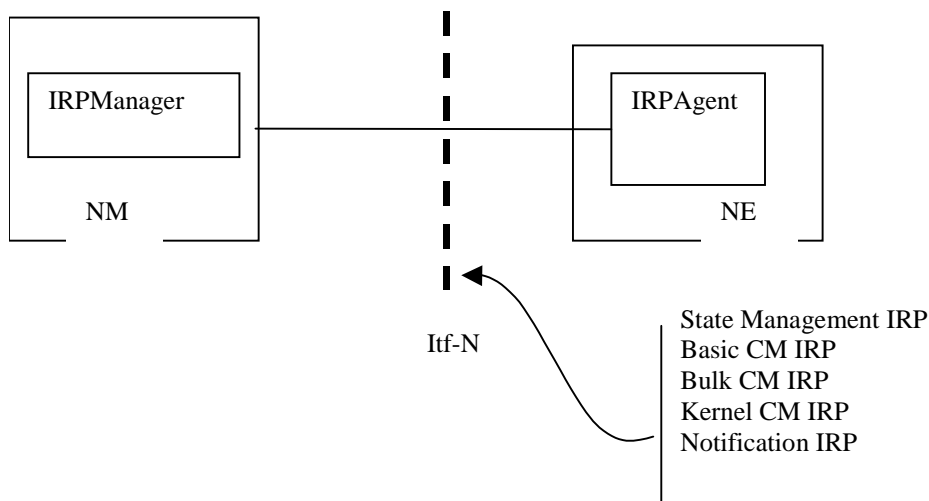 IRPManager
IRPAgent
NM
NE
Itf-N
State Management IRP
Basic CM IRP
Bulk CM IRP
Kernel CM IRP
Notification IRP